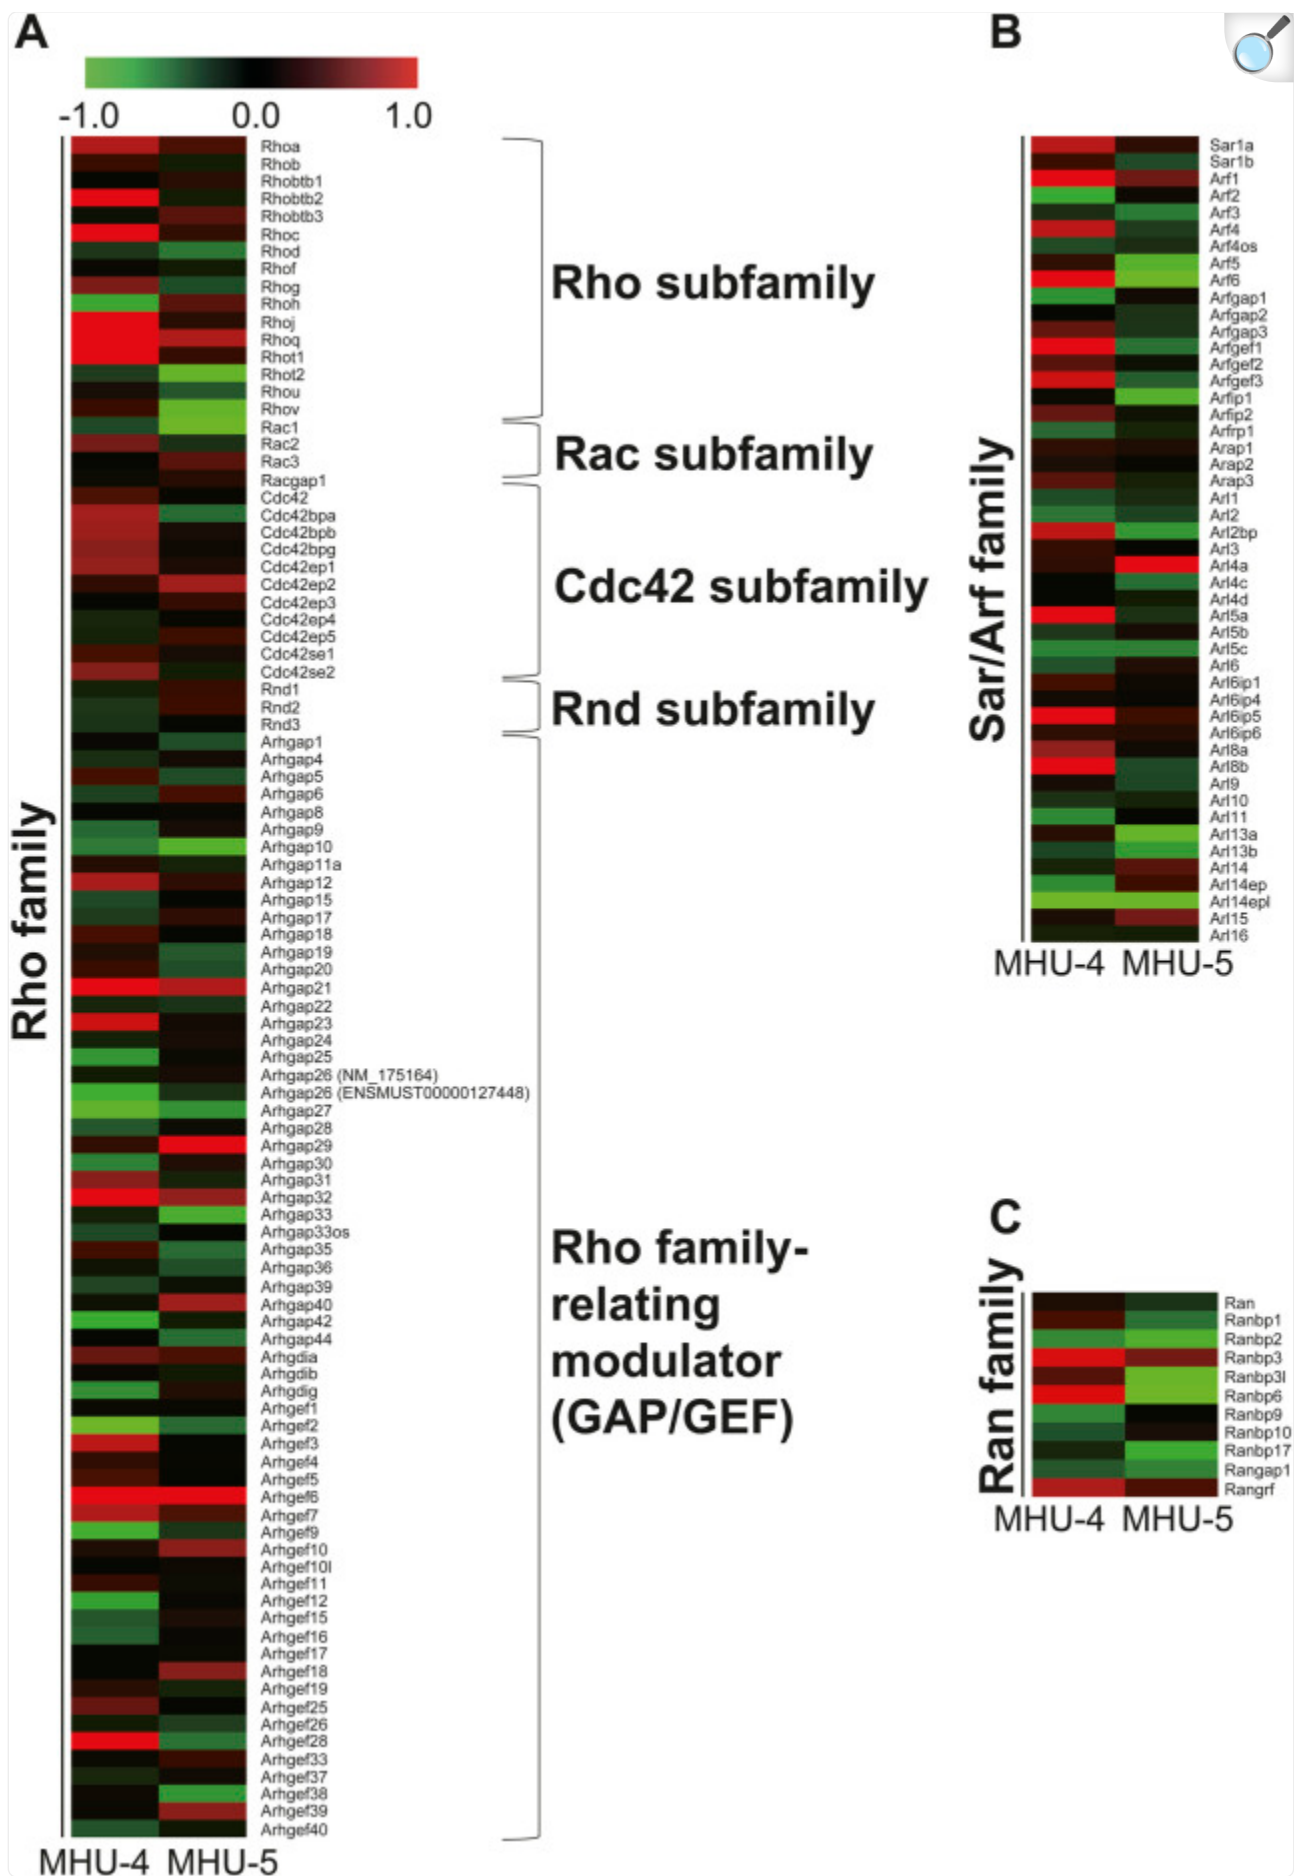 A
-1.0 0.0 1.0
Rho family
Rhoa
Rhob
Rhobtb1
Rhobtb2
Rhobtb3
Rhoc
Rhod
Rhof
Rhog
Rhoh
Rhoj
Rhoq
Rhot1
Rhot2
Rhou
Rhov
Rac1
Rac2
Rac3
Racgap1
Cdc42
Cdc42bpa
Cdc42bpb
Cdc42bpg
Cdc42ep1
Cdc42ep2
Cdc42ep3
Cdc42ep4
Cdc42ep5
Cdc42se1
Cdc42se2
Rnd1
Rnd2
Rnd3
Arhgap1
Arhgap4
Arhgap5
Arhgap6
Arhgap8
Arhgap9
Arhgap10
Arhgap11a
Arhgap12
Arhgap15
Arhgap17
Arhgap18
Arhgap19
Arhgap20
Arhgap21
Arhgap22
Arhgap23
Arhgap24
Arhgap25
Arhgap26 (NM_175164)
Arhgap26 (ENSMUST00000127448)
Arhgap27
Arhgap28
Arhgap29
Arhgap30
Arhgap31
Arhgap32
Arhgap33
Arhgap33os
Arhgap35
Arhgap36
Arhgap39
Arhgap40
Arhgap42
Arhgap44
Arhgdia
Arhgdib
Arhgdig
Arhgef1
Arhgef2
Arhgef3
Arhgef4
Arhgef5
Arhgef6
Arhgef7
Arhgef9
Arhgef10
Arhgef10l
Arhgef11
Arhgef12
Arhgef15
Arhgef16
Arhgef17
Arhgef18
Arhgef19
Arhgef25
Arhgef26
Arhgef28
Arhgef33
Arhgef37
Arhgef38
Arhgef39
Arhgef40
MHU-4 MHU-5
Rho subfamily
Rac subfamily
Cdc42 subfamily
Rnd subfamily
Rho family-
relating
modulator
(GAP/GEF)
B
Sar/Arf family
Sar1a
Sar1b
Arf1
Arf2
Arf3
Arf4
Arf4os
Arf5
Arf6
Arfgap1
Arfgap2
Arfgap3
Arfgef1
Arfgef2
Arfgef3
Arfip1
Arfip2
Arfrp1
Arap1
Arap2
Arap3
Arl1
Arl2
Arl2bp
Arl3
Arl4a
Arl4c
Arl4d
Arl5a
Arl5b
Arl5c
Arl6
Arl6ip1
Arl6ip4
Arl6ip5
Arl6ip6
Arl8a
Arl8b
Arl9
Arl10
Arl11
Arl13a
Arl13b
Arl14
Arl14ep
Arl14epl
Arl15
Arl16
MHU-4 MHU-5
C
Ran family
Ran
Ranbp1
Ranbp2
Ranbp3
Ranbp3l
Ranbp6
Ranbp9
Ranbp10
Ranbp17
Rangap1
Rangrf
MHU-4 MHU-5